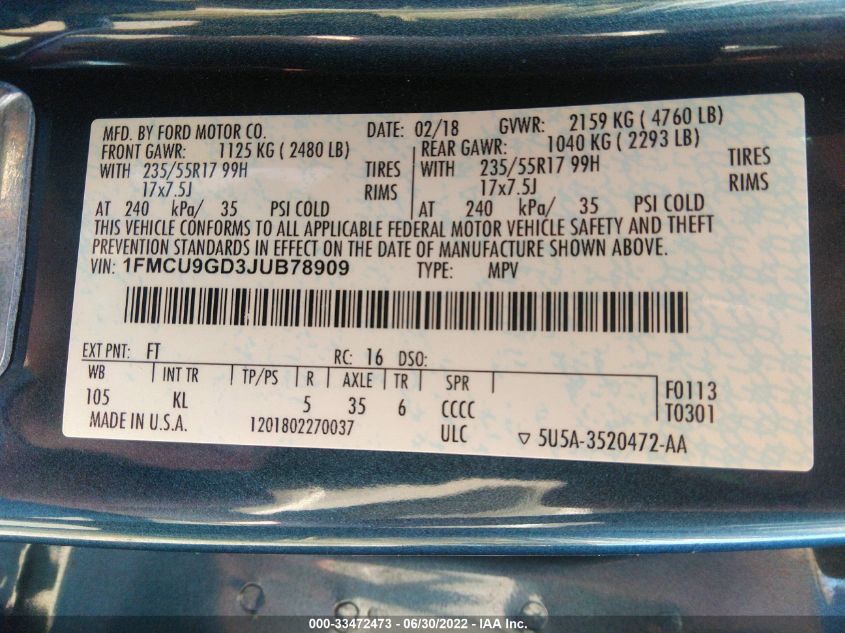 MFD. BY FORD MOTOR CO. DATE: 02/18 GVWR: 2159 KG ( 4760 LB)
FRONT GAWR: 1125 KG ( 2480 LB) REAR GAWR: 1040 KG ( 2293 LB)
WITH 235/55R17 99H TIRES WITH 235/55R17 99H TIRES
17x7.5J RIMS 17x7.5J RIMS
AT 240 kPa/ 35 PSI COLD AT 240 kPa/ 35 PSI COLD
THIS VEHICLE CONFORMS TO ALL APPLICABLE FEDERAL MOTOR VEHICLE SAFETY AND THEFT
PREVENTION STANDARDS IN EFFECT ON THE DATE OF MANUFACTURE SHOWN ABOVE.
VIN: 1FMCU9GD3JUB78909 TYPE: MPV
EXT PNT: FT RC: 16 DSO:
WB INT TR TP/PS R AXLE TR SPR F0113
105 KL 5 35 6 CCCC T0301
MADE IN U.S.A. 1201802270037 ULC ▽ 5U5A-3520472-AA
000-33472473 - 06/30/2022 - IAA Inc.